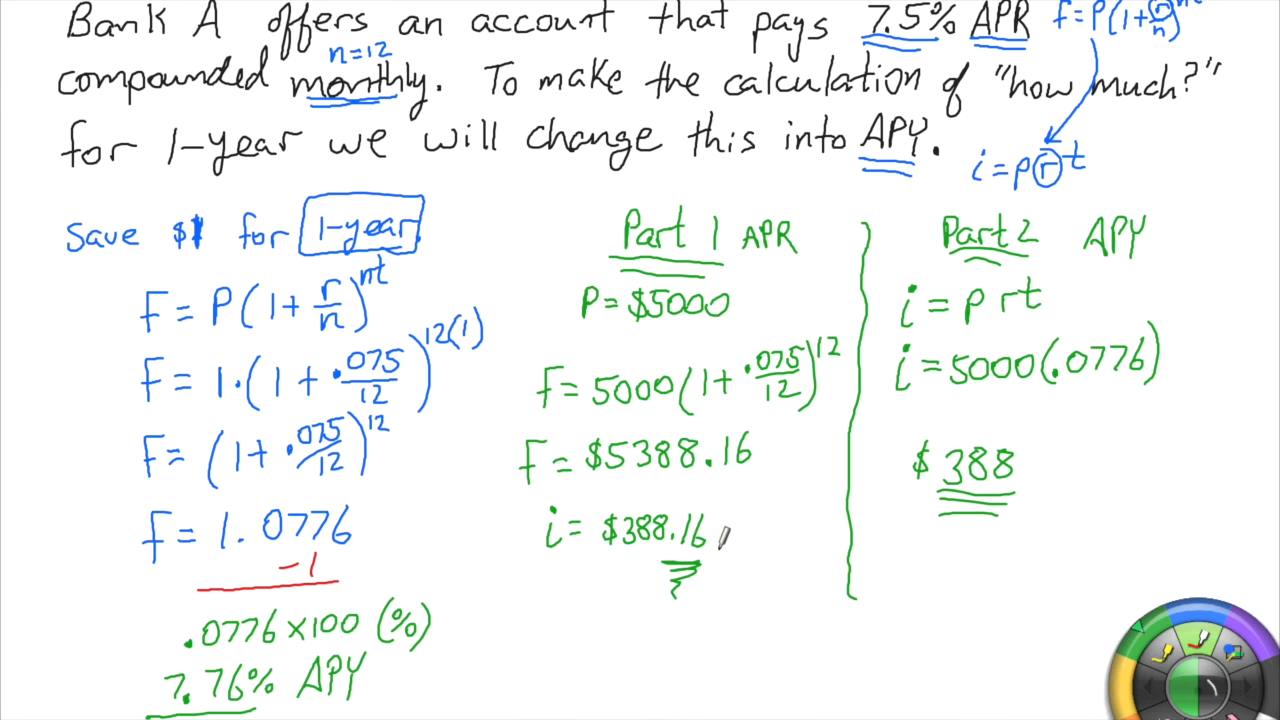 Bank A offers an account that pays 7.5% APR F=P(1+r/n)^nt
n=12
compounded monthly. To make the calculation of "how much?"
for 1-year we will change this into APY.
i=prt
Save $1 for 1-year.
F = P(1+r/n)^nt
F = 1·(1+.075/12)^12(1)
F = (1+.075/12)^12
F = 1.0776
-1
.0776 x 100 (%)
7.76% APY
Part 1 APR
P = $5000
F = 5000(1+.075/12)^12
F = $5388.16
i = $388.16
Part 2 APY
i = prt
i = 5000(.0776)
$388